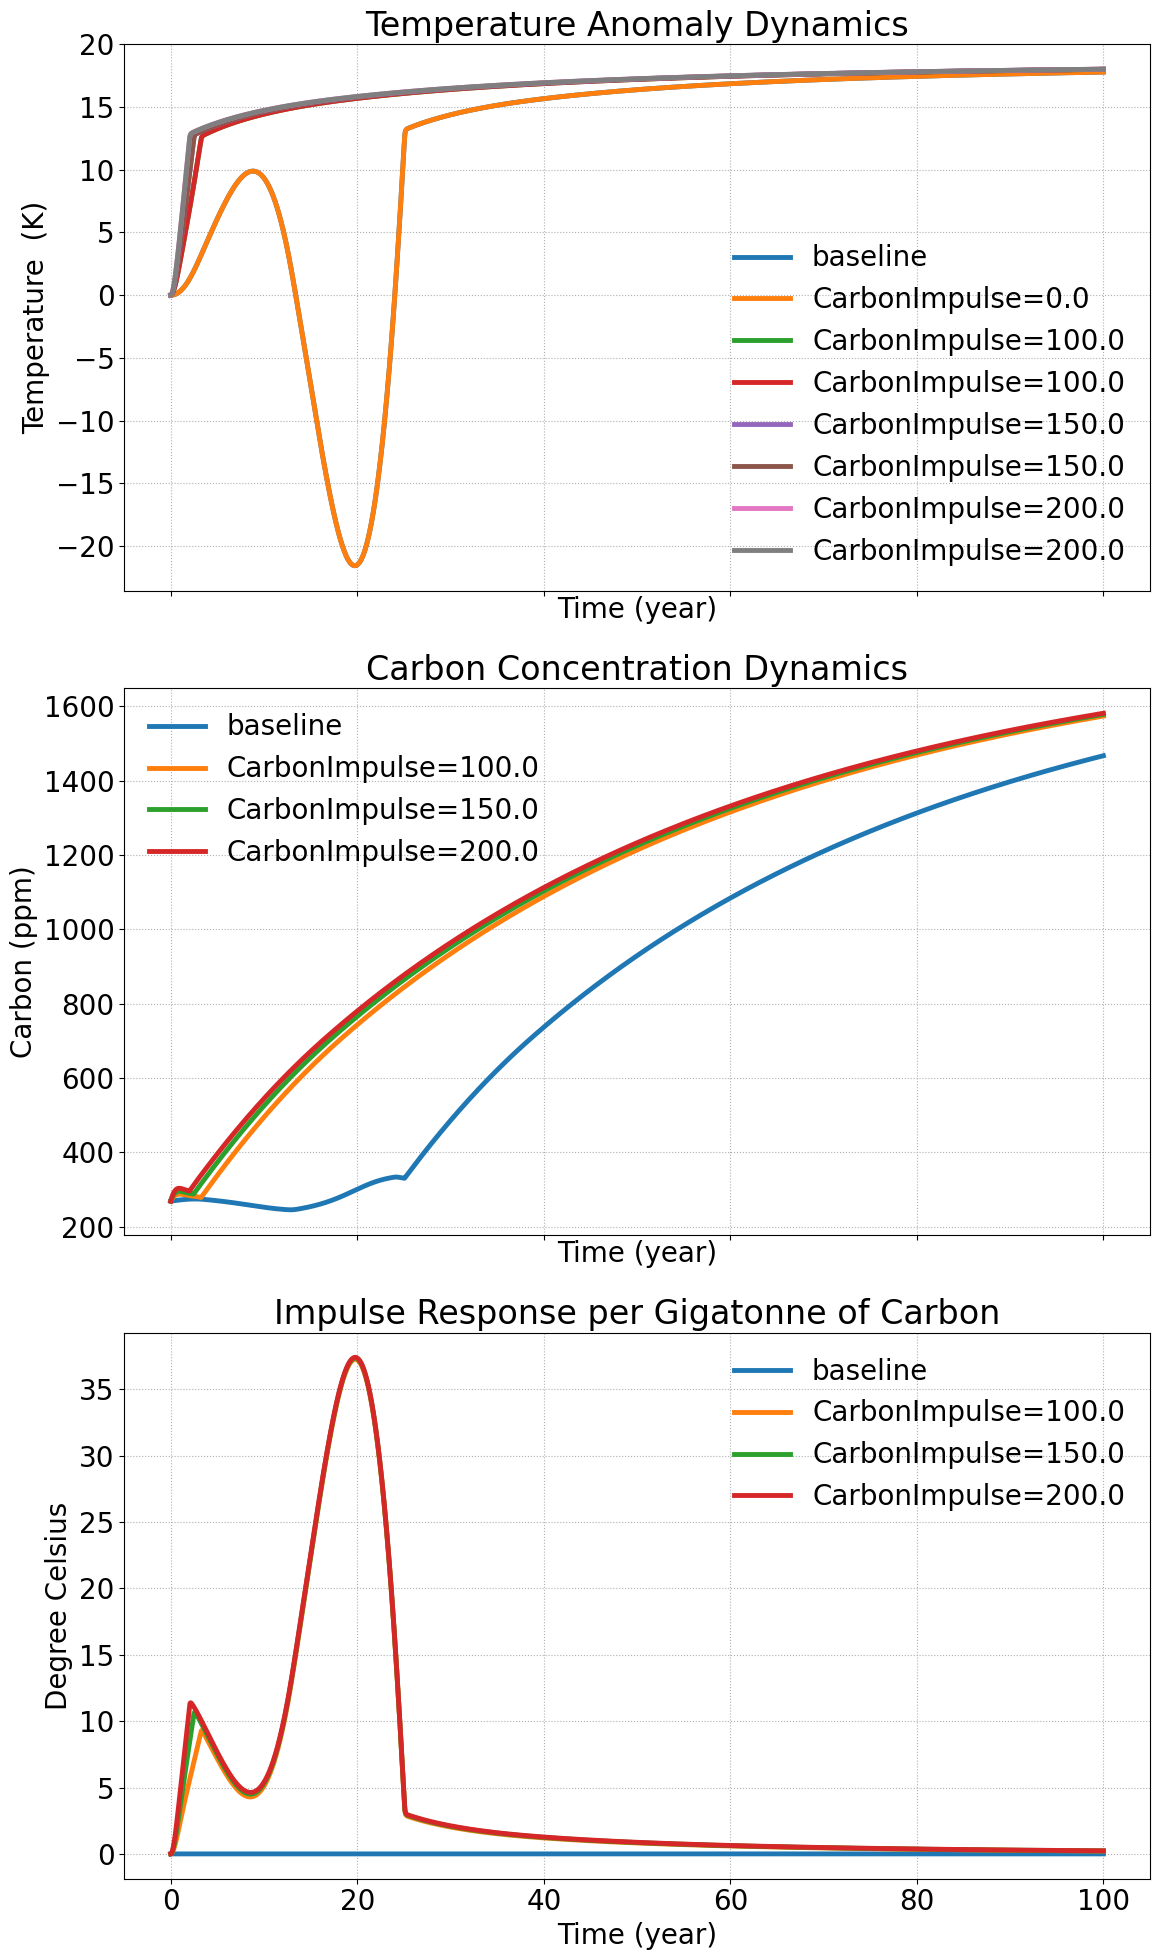 Temperature Anomaly Dynamics
20
15
10
5
0
−5
−10
−15
−20
Temperature (K)
baseline
CarbonImpulse=0.0
CarbonImpulse=100.0
CarbonImpulse=100.0
CarbonImpulse=150.0
CarbonImpulse=150.0
CarbonImpulse=200.0
CarbonImpulse=200.0
Time (year)
Carbon Concentration Dynamics
1600
1400
1200
1000
800
600
400
200
Carbon (ppm)
baseline
CarbonImpulse=100.0
CarbonImpulse=150.0
CarbonImpulse=200.0
Time (year)
Impulse Response per Gigatonne of Carbon
35
30
25
20
15
10
5
0
Degree Celsius
baseline
CarbonImpulse=100.0
CarbonImpulse=150.0
CarbonImpulse=200.0
0 20 40 60 80 100
Time (year)